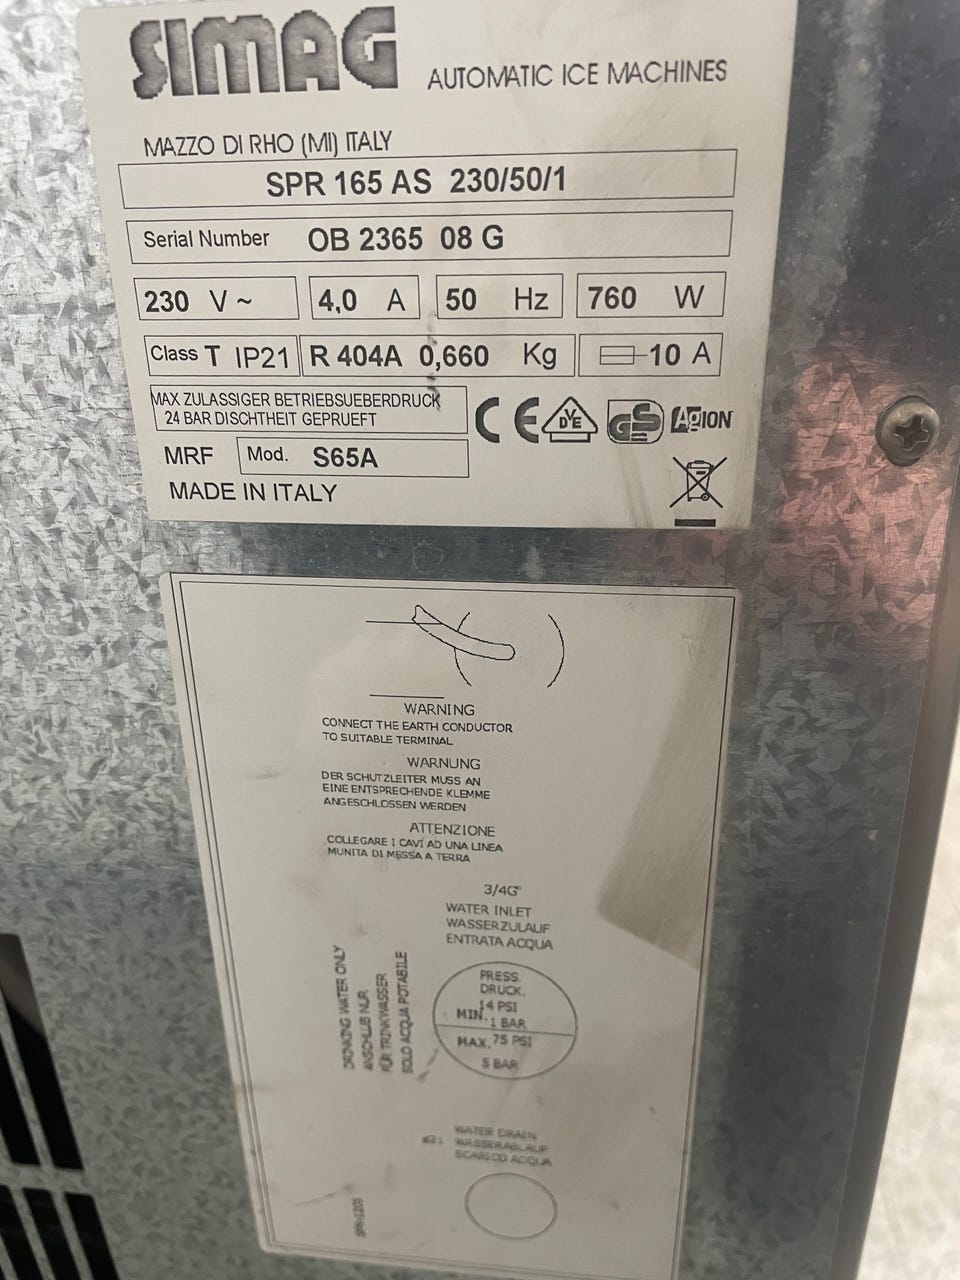 SIMAG
AUTOMATIC ICE MACHINES
MAZZO DI RHO (MI) ITALY
SPR 165 AS 230/50/1
Serial Number OB 2365 08 G
230 V ~ 4,0 A 50 Hz 760 W
Class T IP21 R 404A 0,660 Kg 10 A
MAX ZULASSIGER BETRIEBSUEBERDRUCK
24 BAR DISCHTHEIT GEPRUEFT
CE VDE GS AgION
MRF Mod. S65A
MADE IN ITALY
WARNING
CONNECT THE EARTH CONDUCTOR
TO SUITABLE TERMINAL
WARNUNG
DER SCHUTZLEITER MUSS AN
EINE ENTSPRECHENDE KLEMME
ANGESCHLOSSEN WERDEN
ATTENZIONE
COLLEGARE I CAVI AD UNA LINEA
MUNITA DI MESSA A TERRA
3/4G"
WATER INLET
WASSERZULAUF
ENTRATA ACQUA
DRINKING WATER ONLY
ANSCHLUß NUR
FÜR TRINKWASSER
SOLO ACQUA POTABILE
PRESS.
DRUCK.
14 PSI
MIN. 1 BAR
MAX. 75 PSI
5 BAR
WATER DRAIN
WASSERABLAUF
SCARICO ACQUA